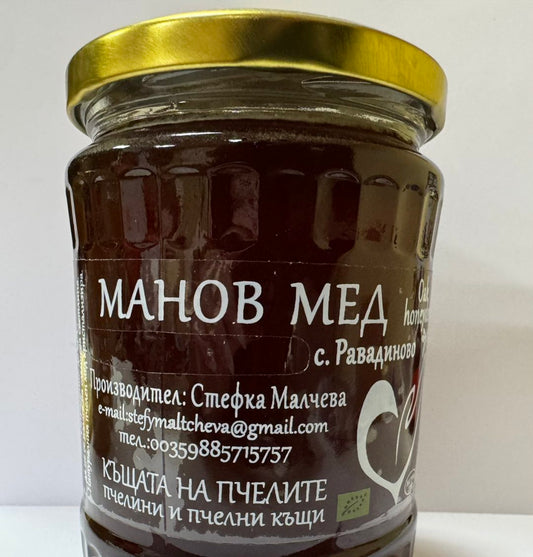 МАНОВ МЕД
с. Равадиново
Производител: Стефка Малчева
e-mail:stefymaltcheva@gmail.com
тел.:00359885715757
КЪЩАТА НА ПЧЕЛИТЕ
ПЧЕЛИНИ И ПЧЕЛНИ КЪЩИ